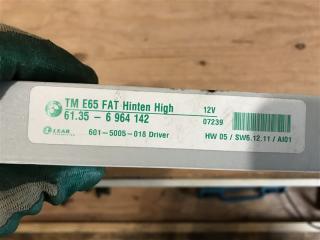 TM E65 FAT Hinten High
12V
61.35 - 6 964 142
07239
LEAR
601-5005-018 Driver
HW 05 / SW6.12.11 / AI01